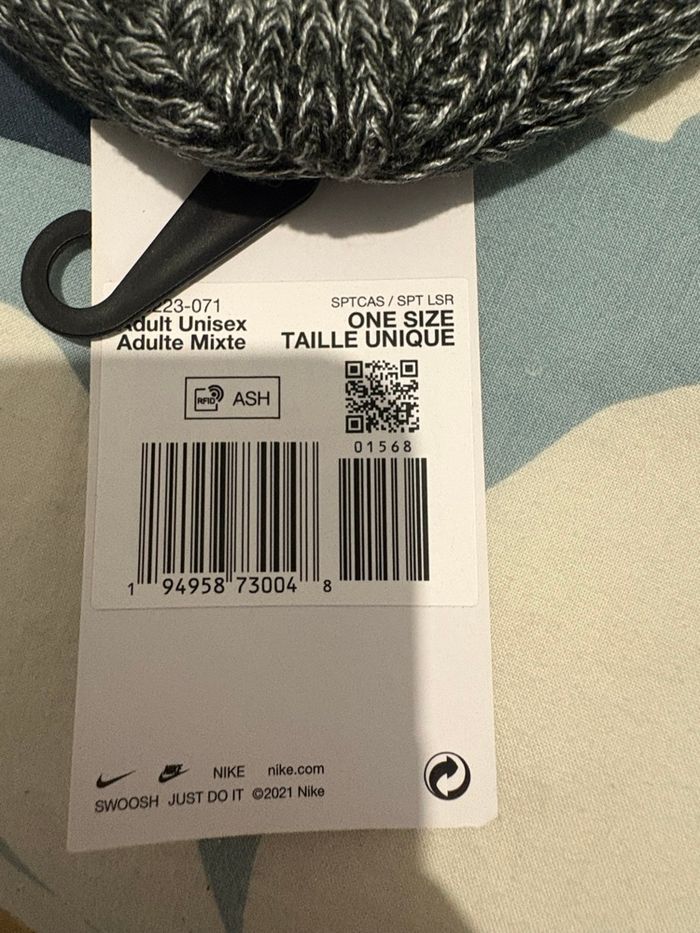 223-071
SPTCAS / SPT LSR
Adult Unisex
ONE SIZE
Adulte Mixte
TAILLE UNIQUE
RFID ASH
01568
1 94958 73004 8
NIKE nike.com
SWOOSH JUST DO IT ©2021 Nike